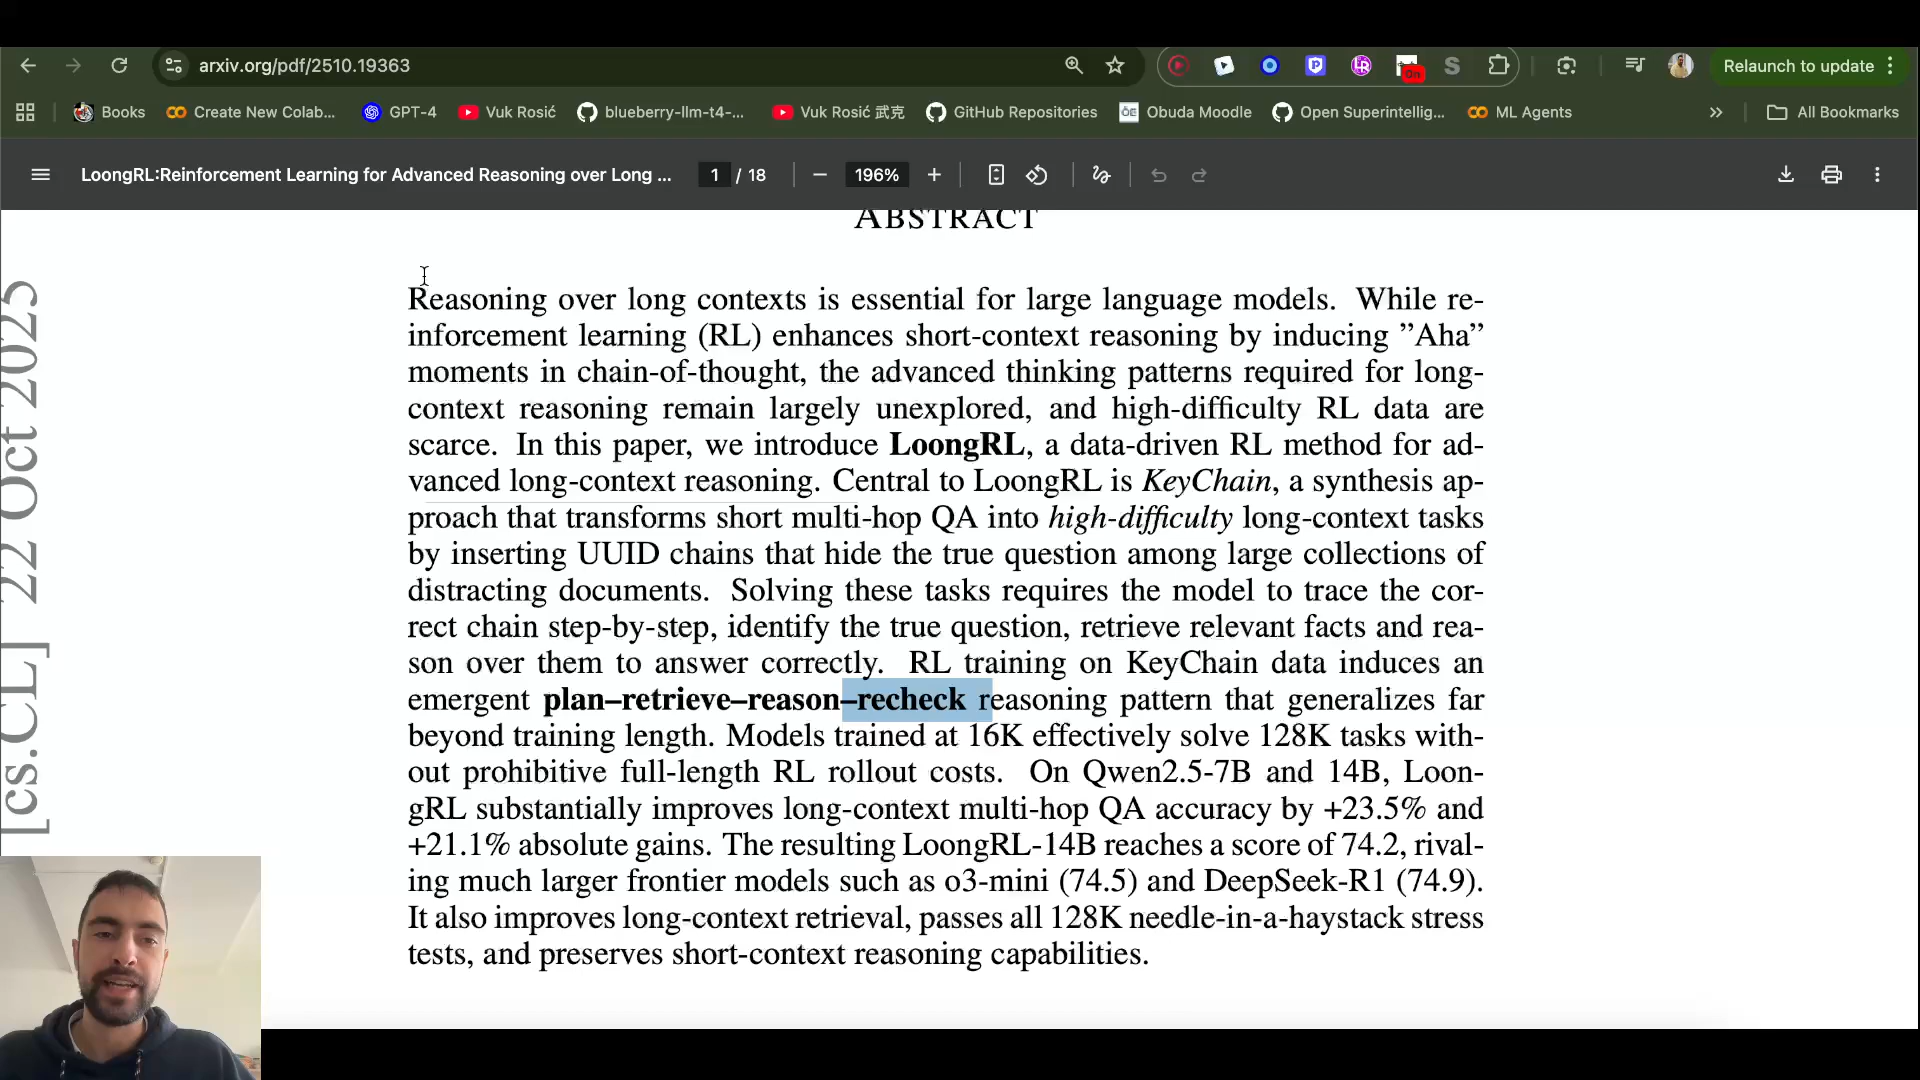 arxiv.org/pdf/2510.19363
On
S
Relaunch to update
Books
Create New Colab...
GPT-4
Vuk Rosić
blueberry-llm-t4-...
Vuk Rosić 武克
GitHub Repositories
Obuda Moodle
Open Superintellig...
ML Agents
All Bookmarks
LoongRL:Reinforcement Learning for Advanced Reasoning over Long ...
1 / 18
196%
ABSTRACT
Reasoning over long contexts is essential for large language models. While re-
inforcement learning (RL) enhances short-context reasoning by inducing ”Aha”
moments in chain-of-thought, the advanced thinking patterns required for long-
context reasoning remain largely unexplored, and high-difficulty RL data are
scarce. In this paper, we introduce LoongRL, a data-driven RL method for ad-
vanced long-context reasoning. Central to LoongRL is KeyChain, a synthesis ap-
proach that transforms short multi-hop QA into high-difficulty long-context tasks
by inserting UUID chains that hide the true question among large collections of
distracting documents. Solving these tasks requires the model to trace the cor-
rect chain step-by-step, identify the true question, retrieve relevant facts and rea-
son over them to answer correctly. RL training on KeyChain data induces an
emergent plan–retrieve–reason–recheck reasoning pattern that generalizes far
beyond training length. Models trained at 16K effectively solve 128K tasks with-
out prohibitive full-length RL rollout costs. On Qwen2.5-7B and 14B, Loon-
gRL substantially improves long-context multi-hop QA accuracy by +23.5% and
+21.1% absolute gains. The resulting LoongRL-14B reaches a score of 74.2, rival-
ing much larger frontier models such as o3-mini (74.5) and DeepSeek-R1 (74.9).
It also improves long-context retrieval, passes all 128K needle-in-a-haystack stress
tests, and preserves short-context reasoning capabilities.
[cs.CL] 22 Oct 2025